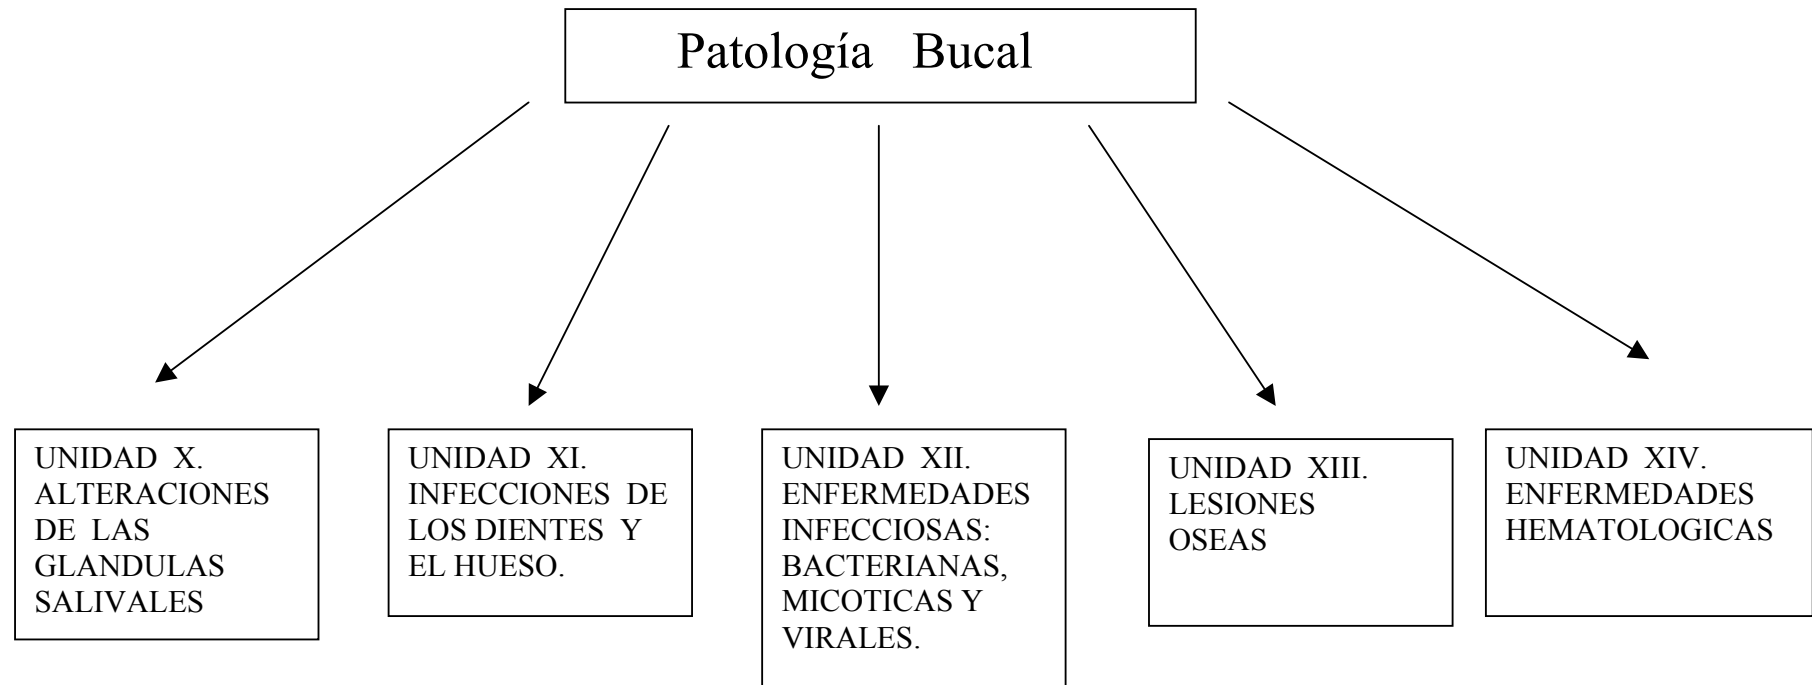 Patología Bucal
UNIDAD X.
ALTERACIONES
DE LAS
GLANDULAS
SALIVALES
UNIDAD XI.
INFECCIONES DE
LOS DIENTES Y
EL HUESO.
UNIDAD XII.
ENFERMEDADES
INFECCIOSAS:
BACTERIANAS,
MICOTICAS Y
VIRALES.
UNIDAD XIII.
LESIONES
OSEAS
UNIDAD XIV.
ENFERMEDADES
HEMATOLOGICAS